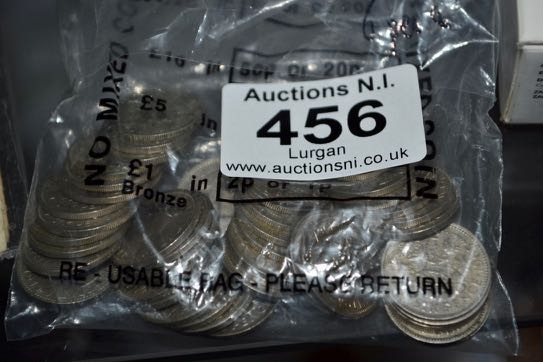 NO MIXED COIN
£10 in 50p or 20p
£5 in
Auctions N.I.
456
Lurgan
www.auctionsni.co.uk
£1 in 2p or 1p
Bronze
RE-USABLE BAG - PLEASE RETURN